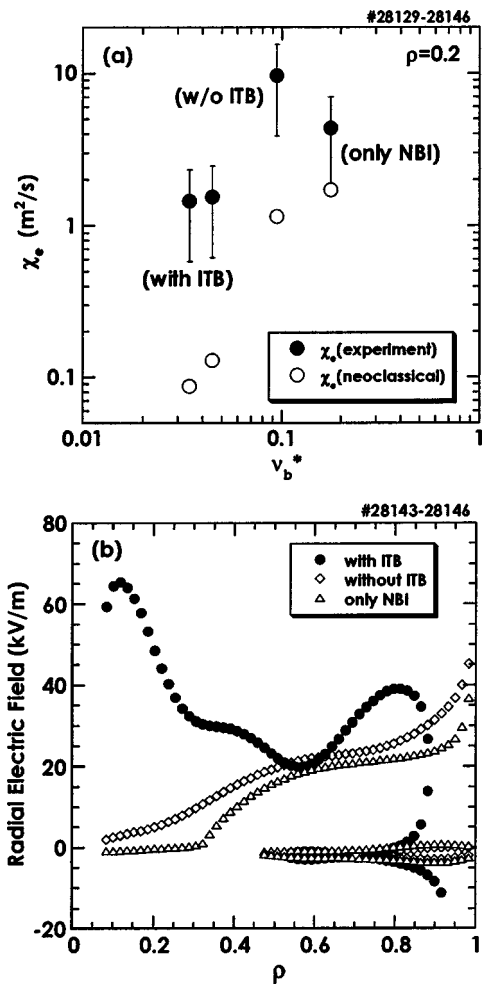 #28129-28146
(a)
ρ=0.2
10
(w/o ITB)
(only NBI)
χe (m²/s)
1
(with ITB)
χe(experiment)
χe(neoclassical)
0.1
0.01
0.1
1
νb*
#28143-28146
80
(b)
with ITB
without ITB
only NBI
60
40
20
0
-20
Radial Electric Field (kV/m)
0
0.2
0.4
0.6
0.8
1
ρ